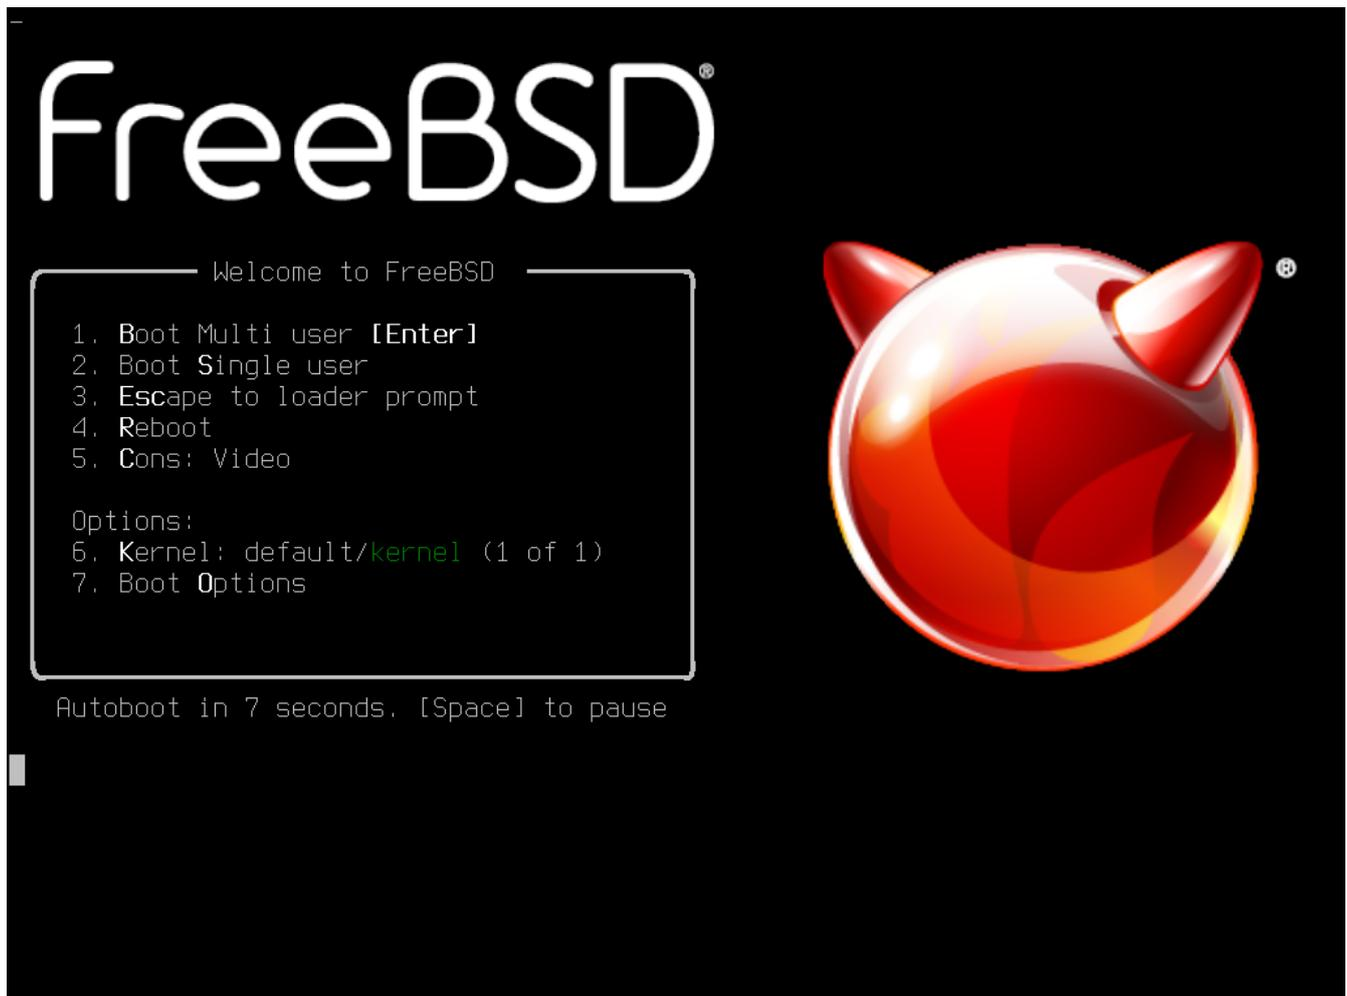 FreeBSD®
Welcome to FreeBSD
®
1. Boot Multi user [Enter]
2. Boot Single user
3. Escape to loader prompt
4. Reboot
5. Cons: Video
Options:
6. Kernel: default/kernel (1 of 1)
7. Boot Options
Autoboot in 7 seconds. [Space] to pause